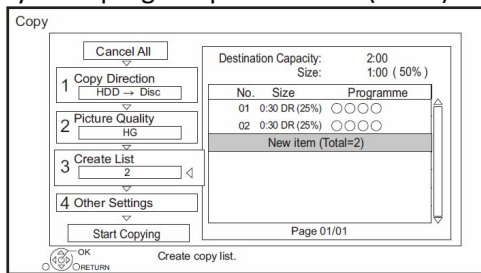 Copy
Cancel All
1 Copy Direction
HDD → Disc
2 Picture Quality
HG
3 Create List
2
4 Other Settings
Start Copying
Destination Capacity: 2:00
Size: 1:00 ( 50% )
No. Size Programme
01 0:30 DR (25%) ○○○○
02 0:30 DR (25%) ○○○○
New item (Total=2)
Page 01/01
OK
RETURN
Create copy list.